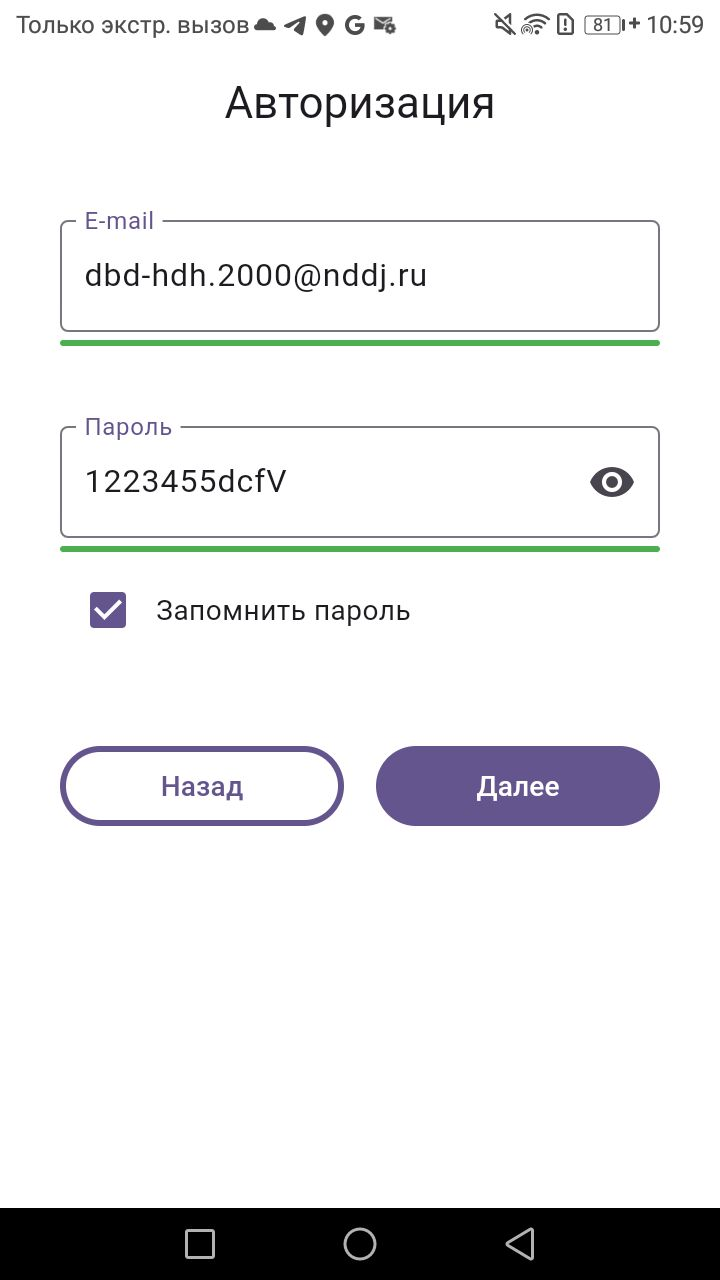 Только экстр. вызов 81 10:59
Авторизация
E-mail
dbd-hdh.2000@nddj.ru
Пароль
1223455dcfV
Запомнить пароль
Назад Далее